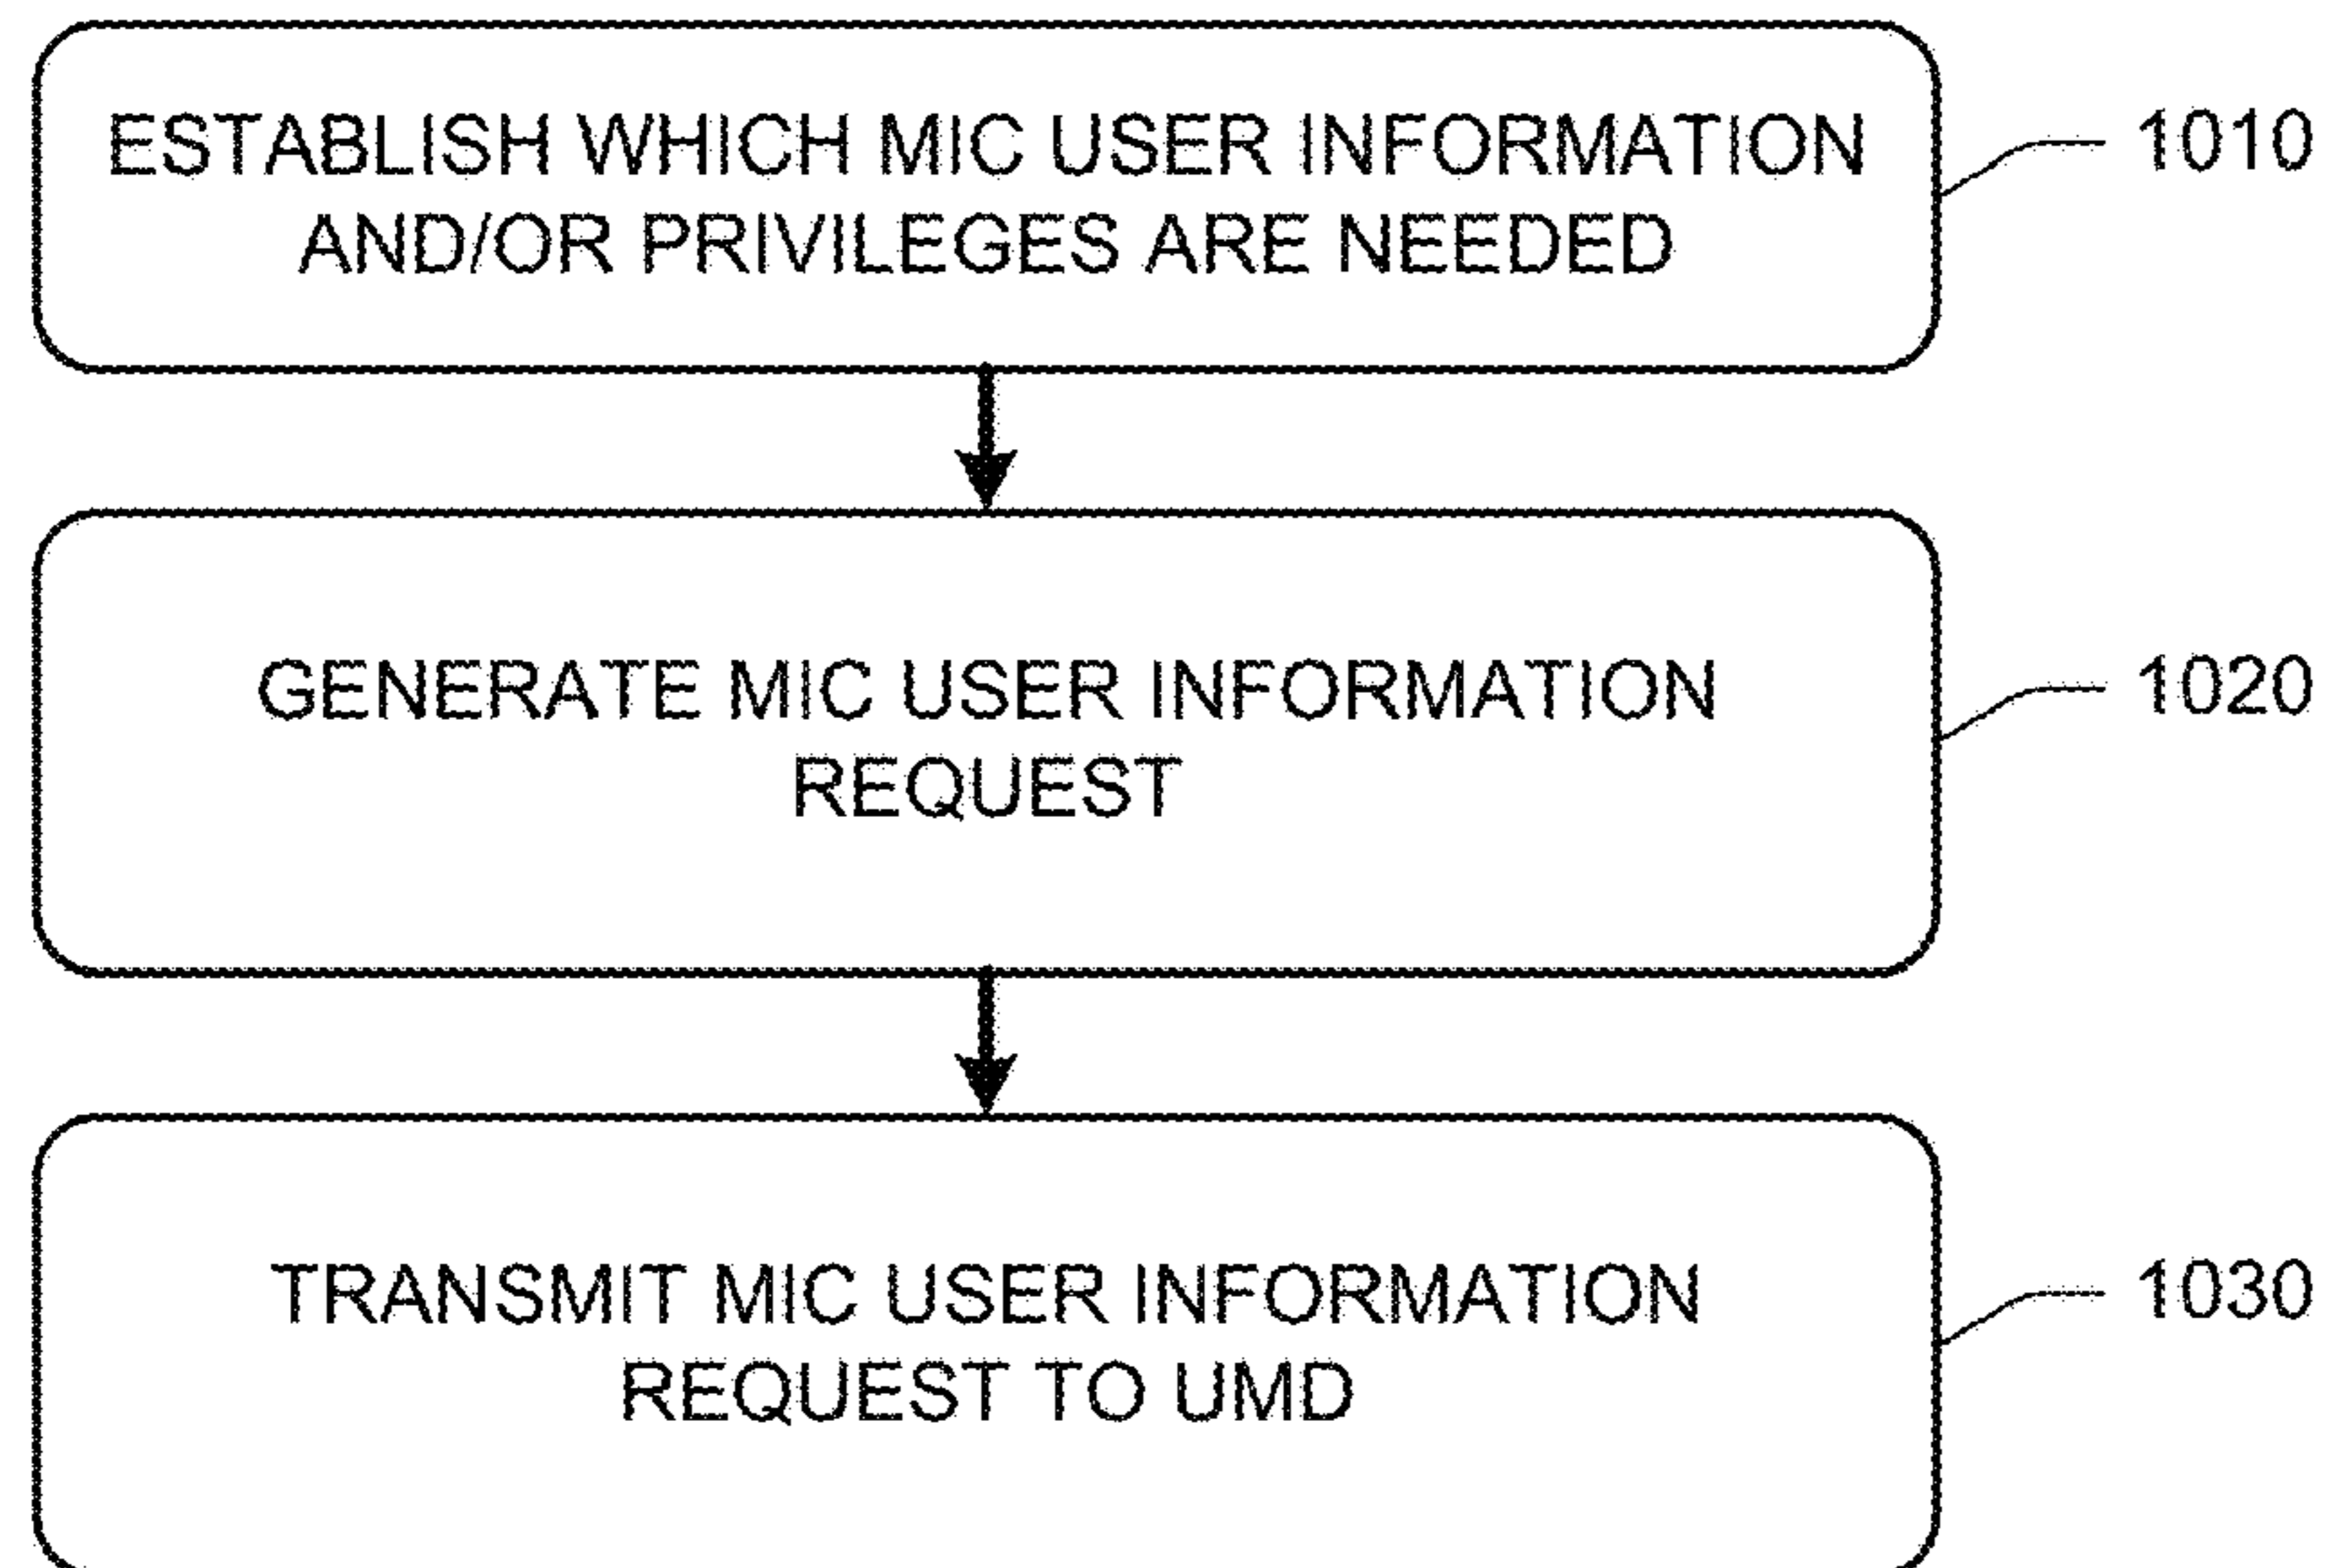 ESTABLISH WHICH MIC USER INFORMATION
AND/OR PRIVILEGES ARE NEEDED
1010
GENERATE MIC USER INFORMATION
REQUEST
1020
TRANSMIT MIC USER INFORMATION
REQUEST TO UMD
1030